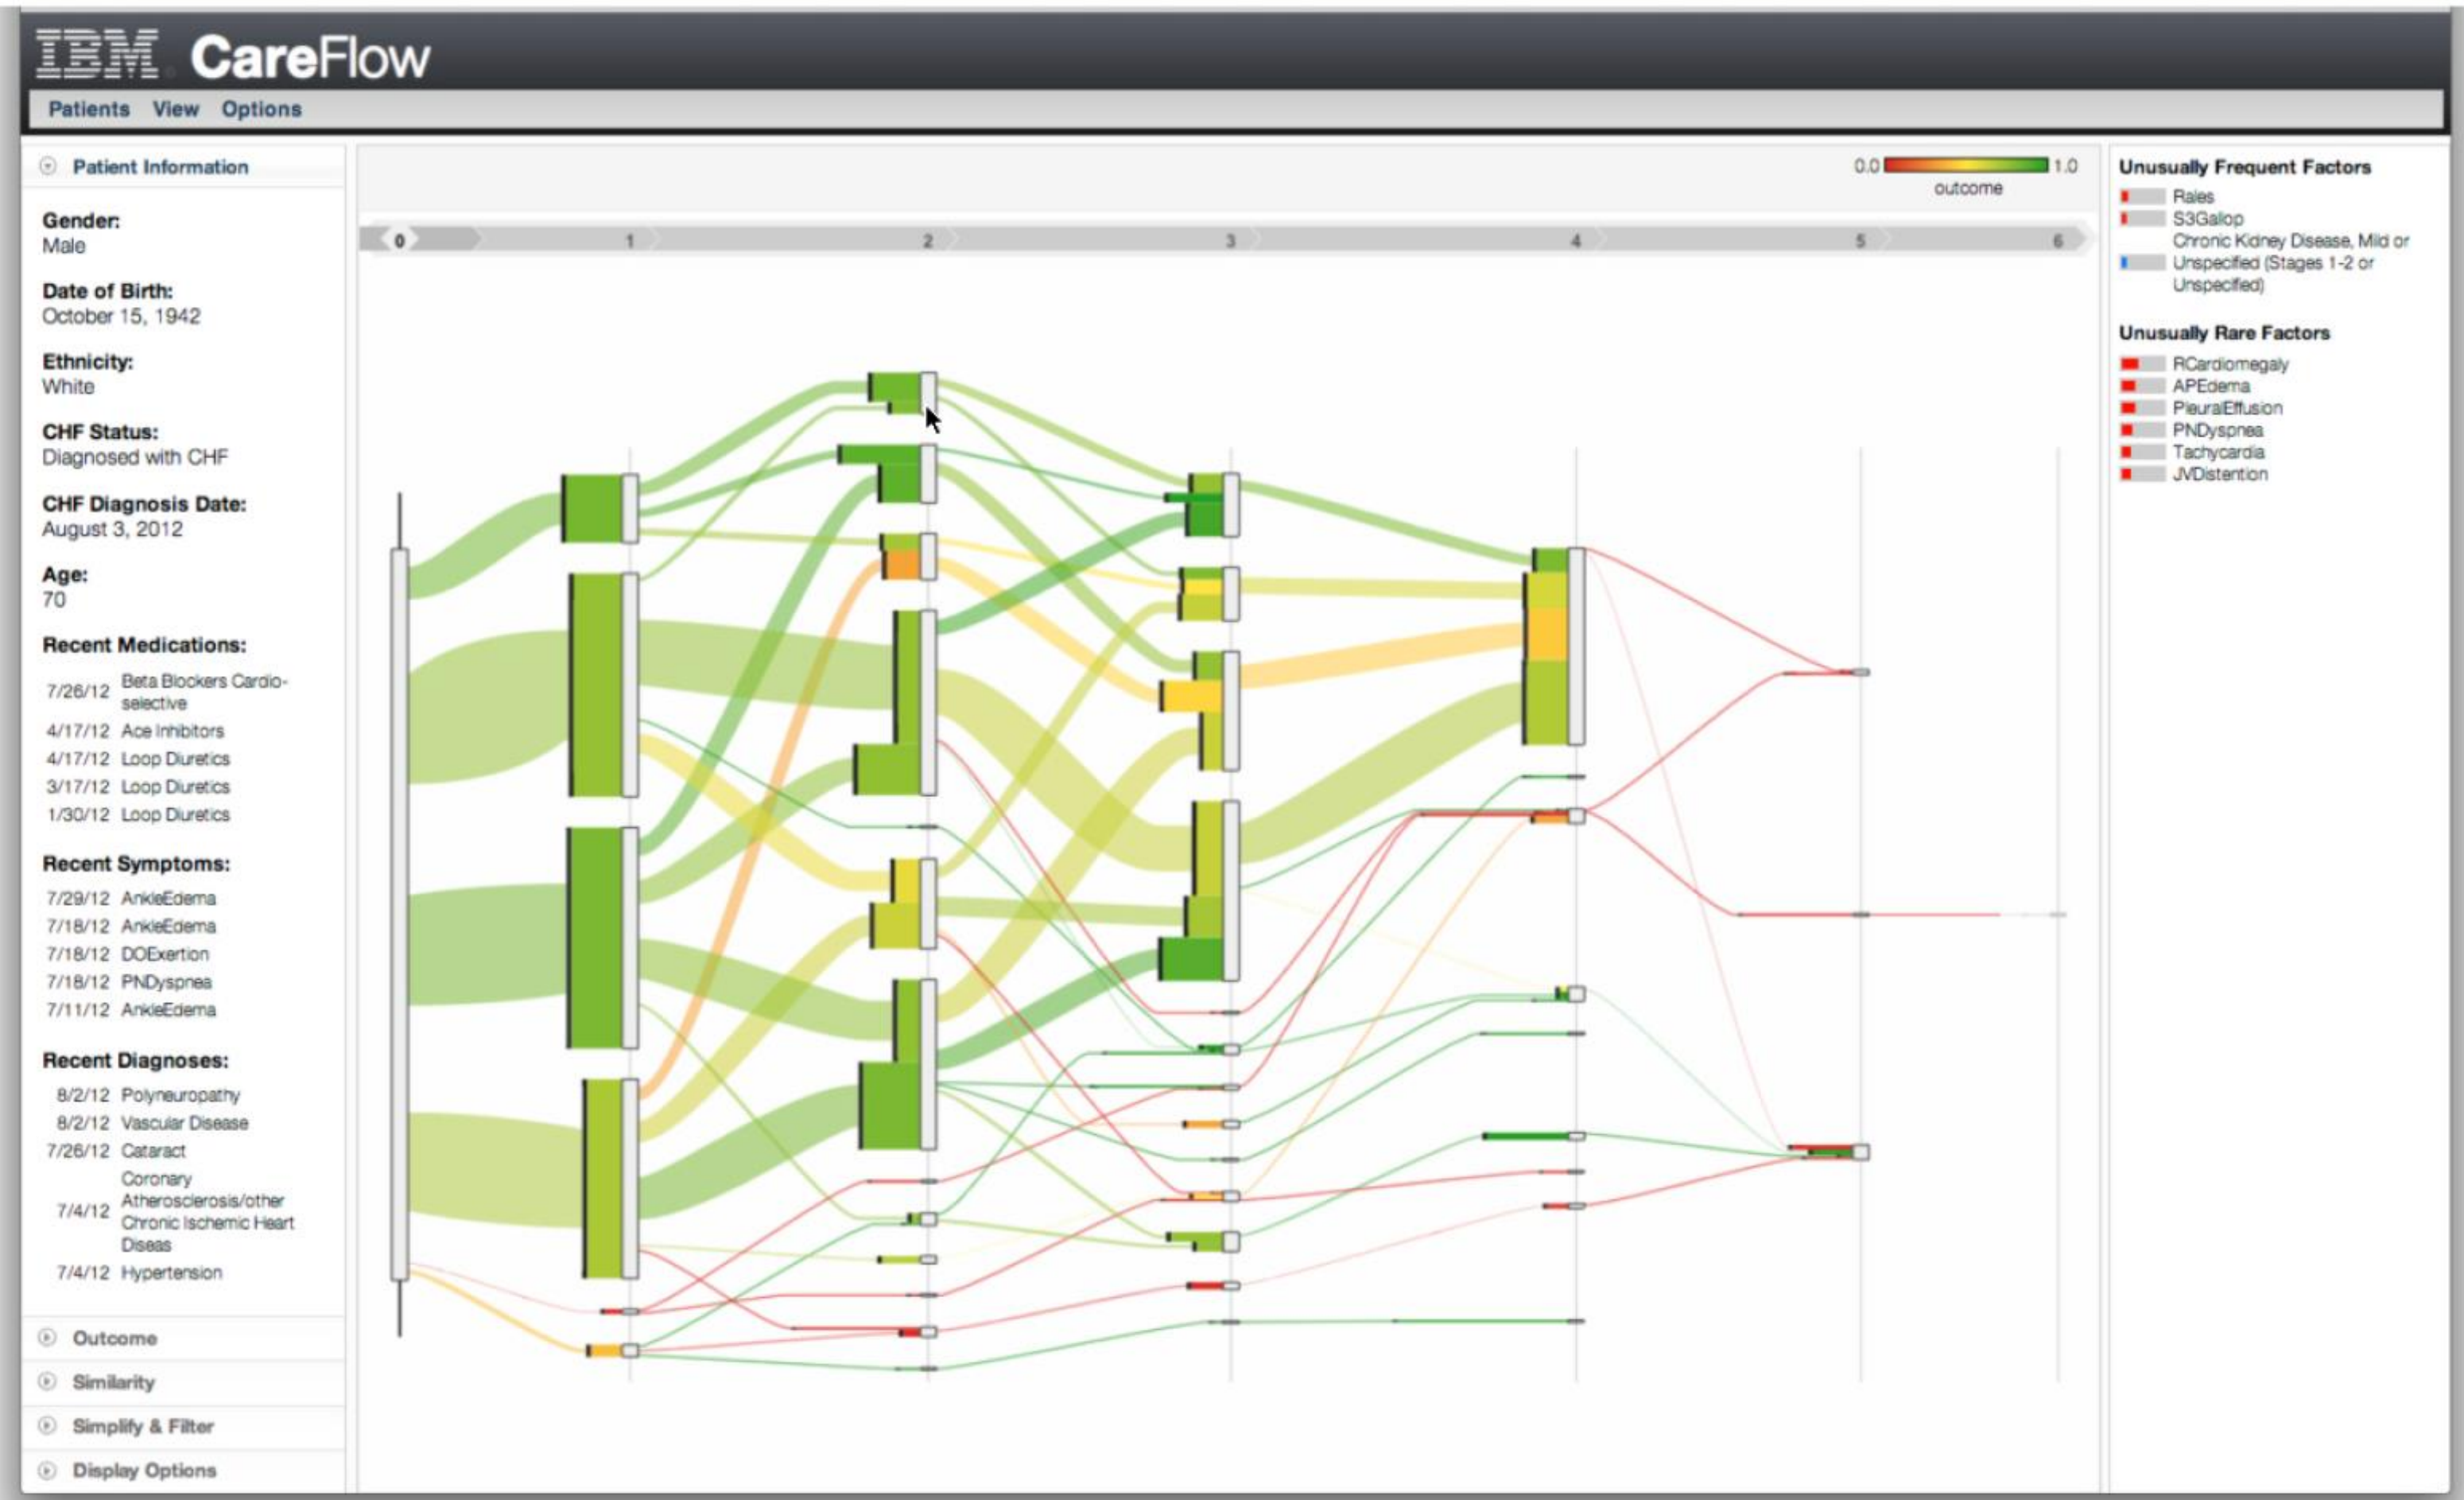 IBM CareFlow
Patients View Options
Patient Information
Gender:
Male
Date of Birth:
October 15, 1942
Ethnicity:
White
CHF Status:
Diagnosed with CHF
CHF Diagnosis Date:
August 3, 2012
Age:
70
Recent Medications:
7/26/12 Beta Blockers Cardio-
selective
4/17/12 Ace Inhibitors
4/17/12 Loop Diuretics
3/17/12 Loop Diuretics
1/30/12 Loop Diuretics
Recent Symptoms:
7/29/12 AnkleEdema
7/18/12 AnkleEdema
7/18/12 DOExertion
7/18/12 PNDyspnea
7/11/12 AnkleEdema
Recent Diagnoses:
8/2/12 Polyneuropathy
8/2/12 Vascular Disease
7/26/12 Cataract
7/4/12 Coronary
Atherosclerosis/other
Chronic Ischemic Heart
Diseas
7/4/12 Hypertension
Outcome
Similarity
Simplify & Filter
Display Options
0.0 1.0
outcome
0 1 2 3 4 5 6
Unusually Frequent Factors
Rales
S3Gallop
Chronic Kidney Disease, Mild or
Unspecified (Stages 1-2 or
Unspecified)
Unusually Rare Factors
RCardiomegaly
APEdema
PleuralEffusion
PNDyspnea
Tachycardia
JVDistention